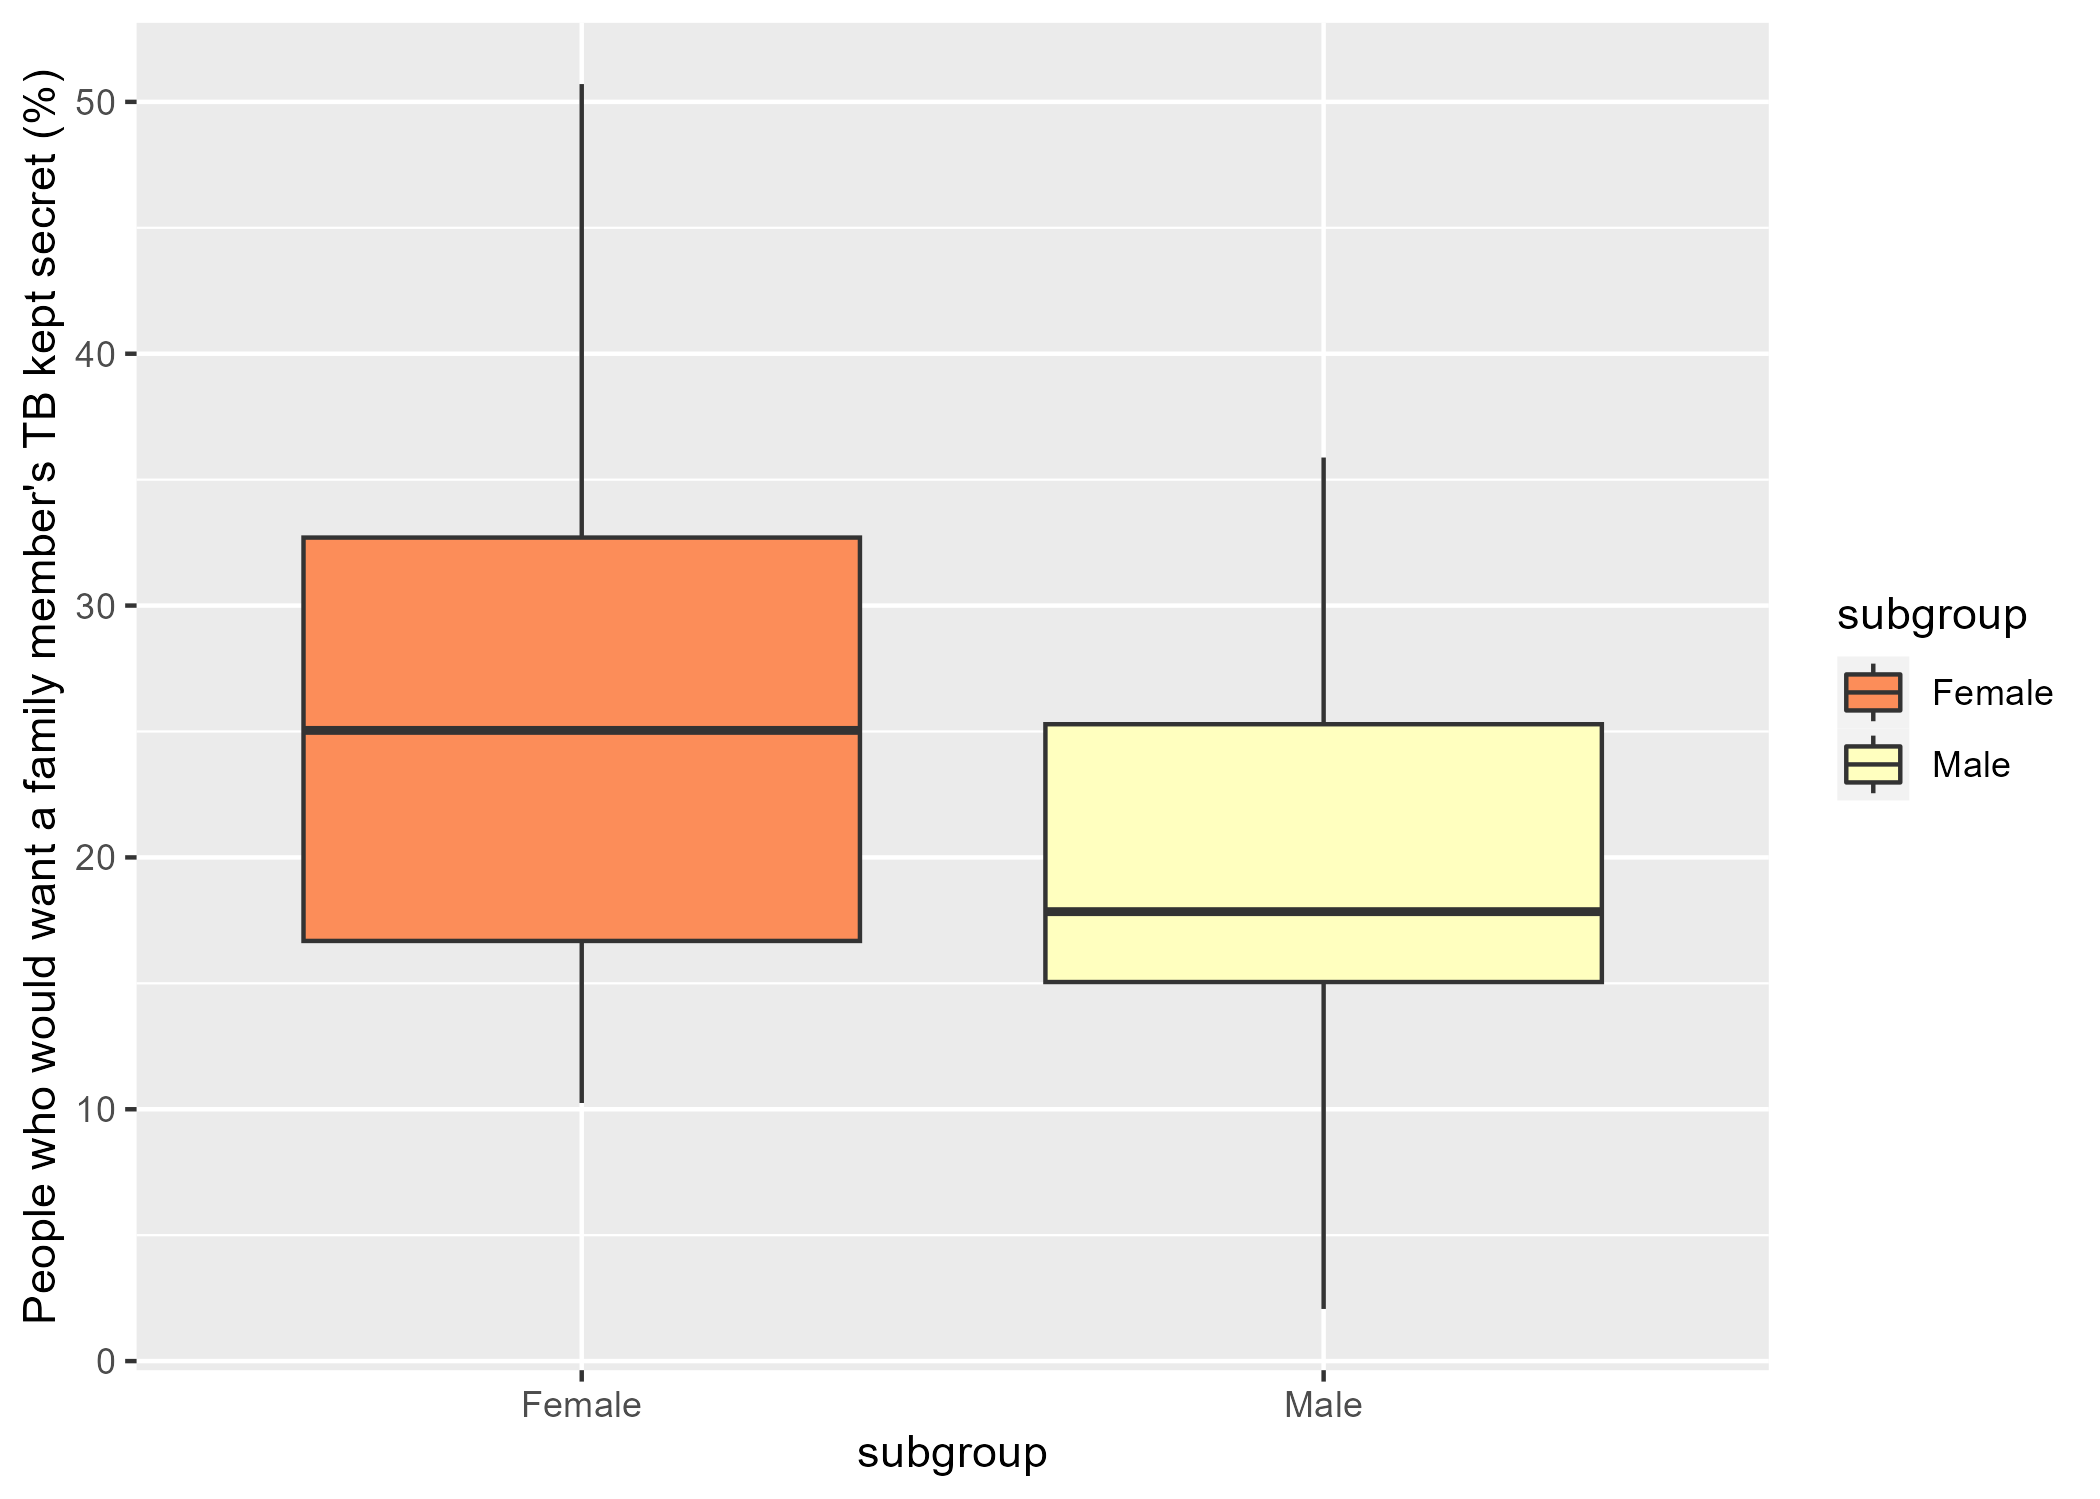 People who would want a family member's TB kept secret (%)
50
40
30
20
10
0
Female
Male
subgroup
subgroup
Female
Male